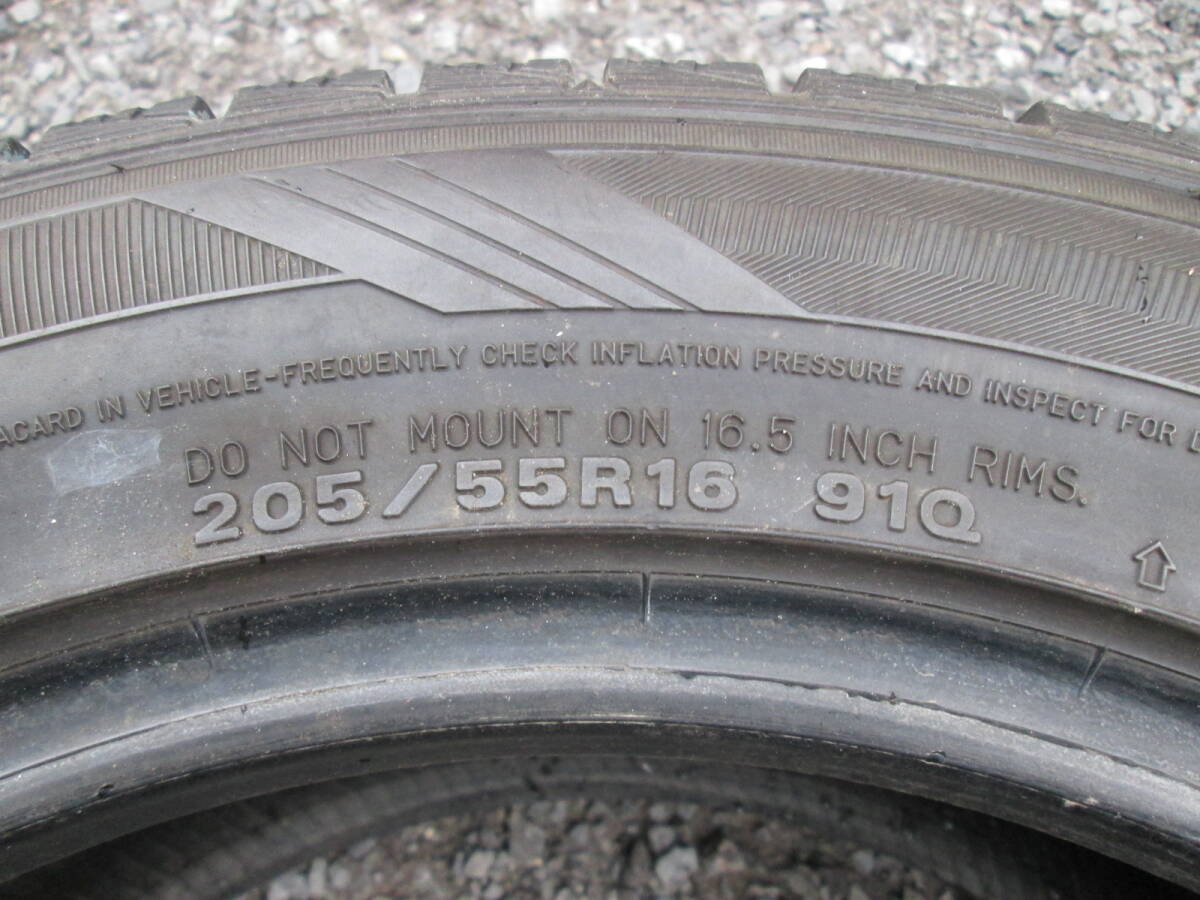 IN VEHICLE-FREQUENTLY CHECK INFLATION PRESSURE AND INSPECT FOR
DO NOT MOUNT ON 16.5 INCH RIMS.
205/55R16 91Q